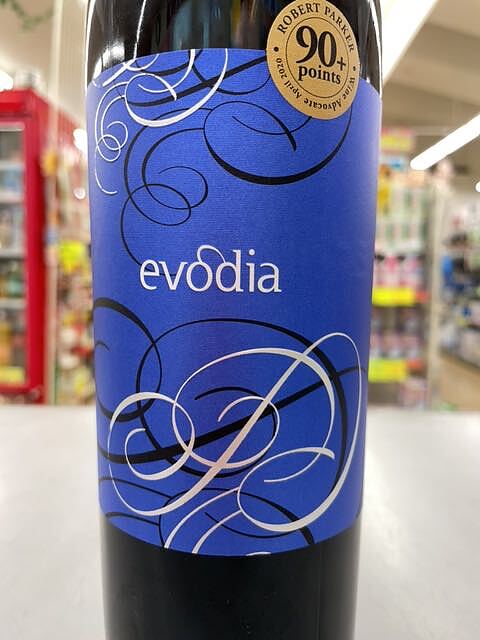 ROBERT PARKER
90+
points
Wine Advocate April 2020
evodia